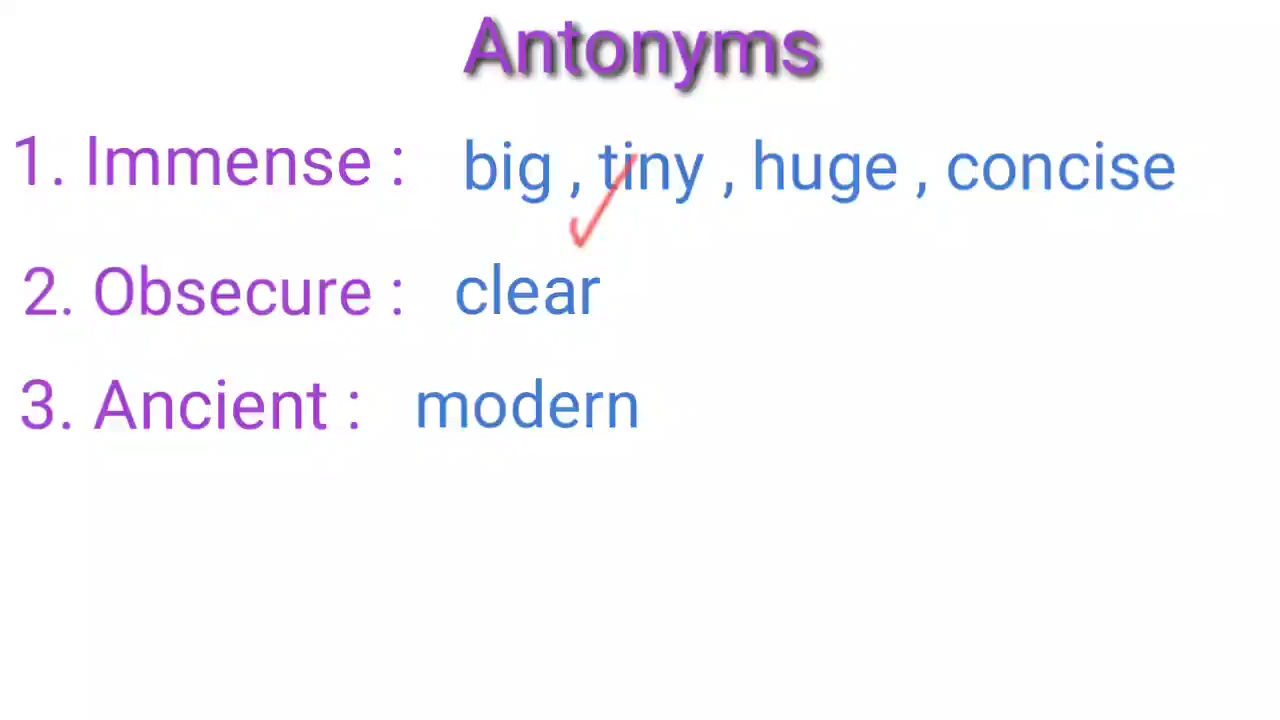 Antonyms
1. Immense : big , tiny , huge , concise
2. Obsecure : clear
3. Ancient : modern